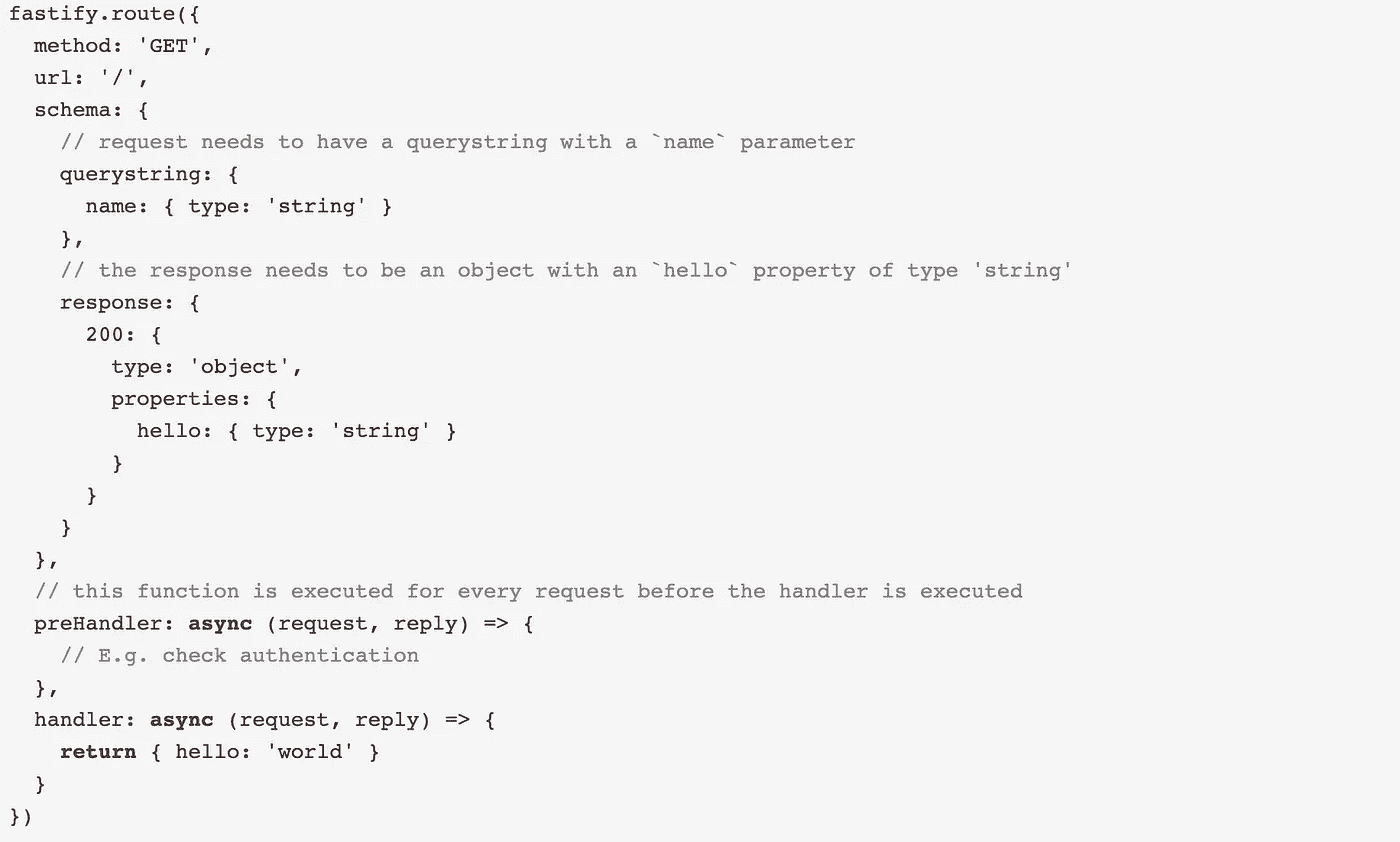 fastify.route({
  method: 'GET',
  url: '/',
  schema: {
    // request needs to have a querystring with a `name` parameter
    querystring: {
      name: { type: 'string' }
    },
    // the response needs to be an object with an `hello` property of type 'string'
    response: {
      200: {
        type: 'object',
        properties: {
          hello: { type: 'string' }
        }
      }
    }
  },
  // this function is executed for every request before the handler is executed
  preHandler: async (request, reply) => {
    // E.g. check authentication
  },
  handler: async (request, reply) => {
    return { hello: 'world' }
  }
})